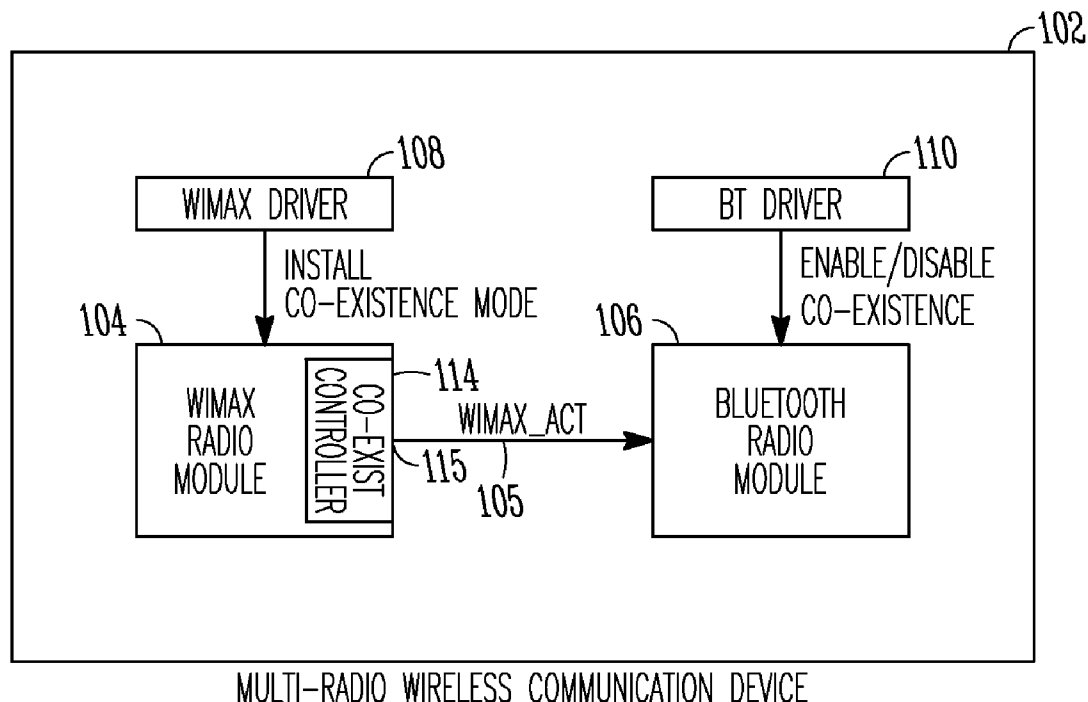 102
108
110
WIMAX DRIVER
BT DRIVER
INSTALL
CO-EXISTENCE MODE
ENABLE/DISABLE
CO-EXISTENCE
104
106
WIMAX
RADIO
MODULE
CO-EXIST
CONTROLLER
114
115
WIMAX_ACT
105
BLUETOOTH
RADIO
MODULE
MULTI-RADIO WIRELESS COMMUNICATION DEVICE